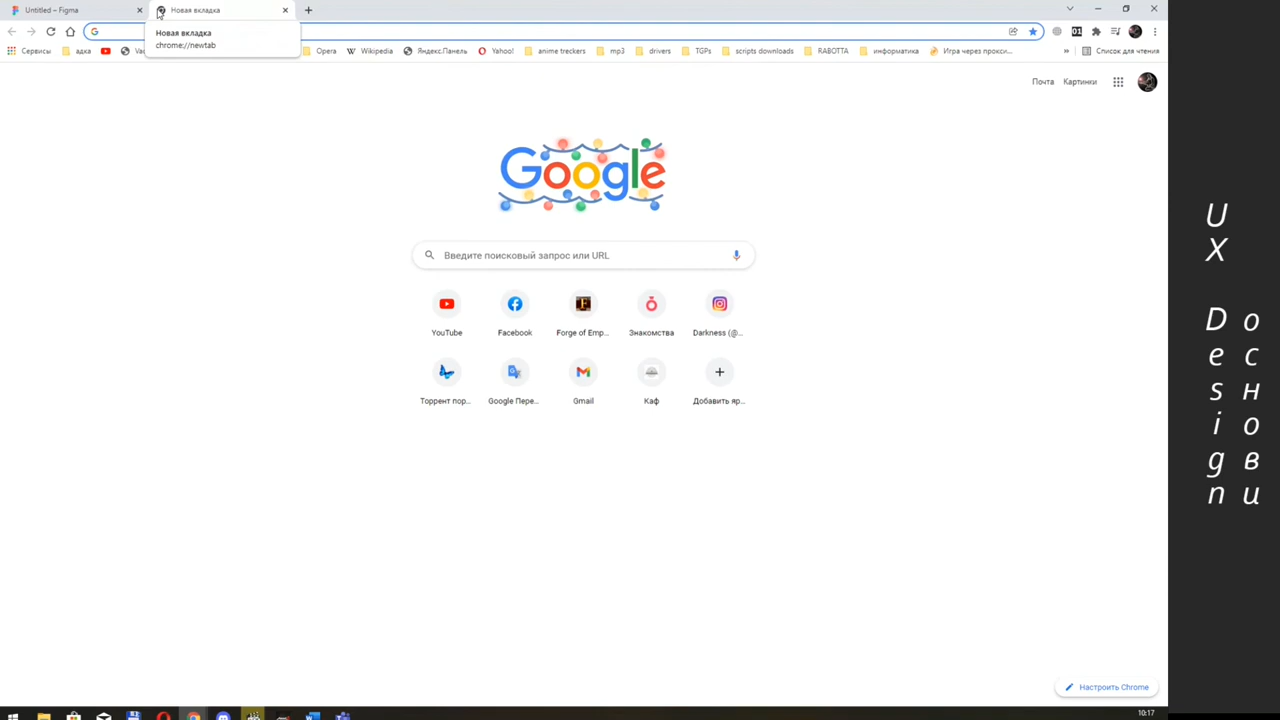 Untitled – Figma
Новая вкладка
Новая вкладка
chrome://newtab
Сервисы
адка
Opera
Wikipedia
Яндекс.Панель
Yahoo!
anime treckers
mp3
drivers
TGPs
scripts downloads
RABOTTA
информатика
Игра через прокси...
»
Список для чтения
Почта
Картинки
Google
Введите поисковый запрос или URL
YouTube
Facebook
Forge of Emp...
Знакомства
Darkness (@...
Торрент пор...
Google Пере...
Gmail
Каф
Добавить яр...
Настроить Chrome
10:17
UX Design
основи